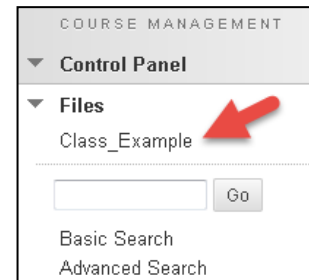 COURSE MANAGEMENT
Control Panel
Files
Class_Example
Go
Basic Search
Advanced Search